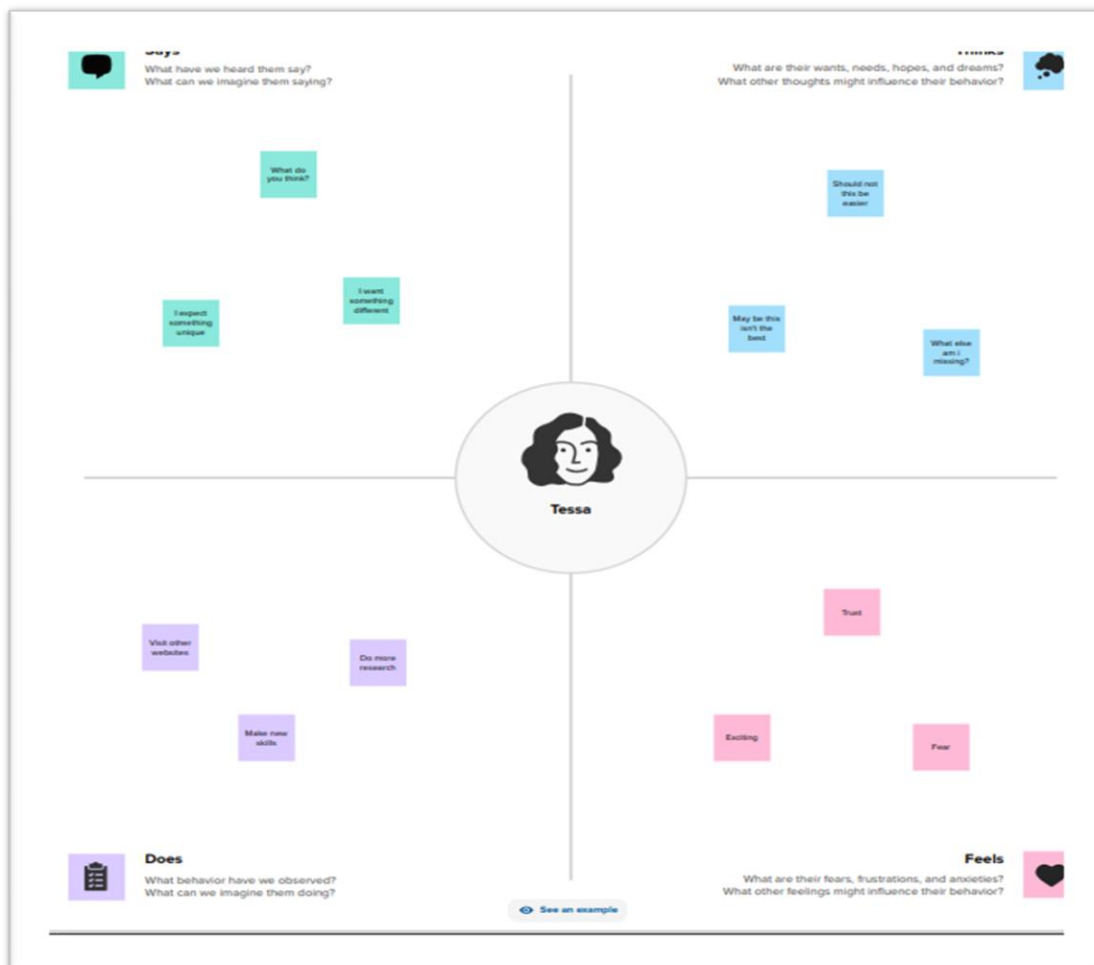 Says
What have we heard them say?
What can we imagine them saying?
Thinks
What are their wants, needs, hopes, and dreams?
What other thoughts might influence their behavior?
What do
you think?
I expect
something
unique
I want
something
different
Should not
this be
easier
May be this
isn't the
best
What else
am i
missing?
Tessa
Visit other
websites
Do more
research
Make new
skills
Trust
Exciting
Fear
Does
What behavior have we observed?
What can we imagine them doing?
Feels
What are their fears, frustrations, and anxieties?
What other feelings might influence their behavior?
See an example